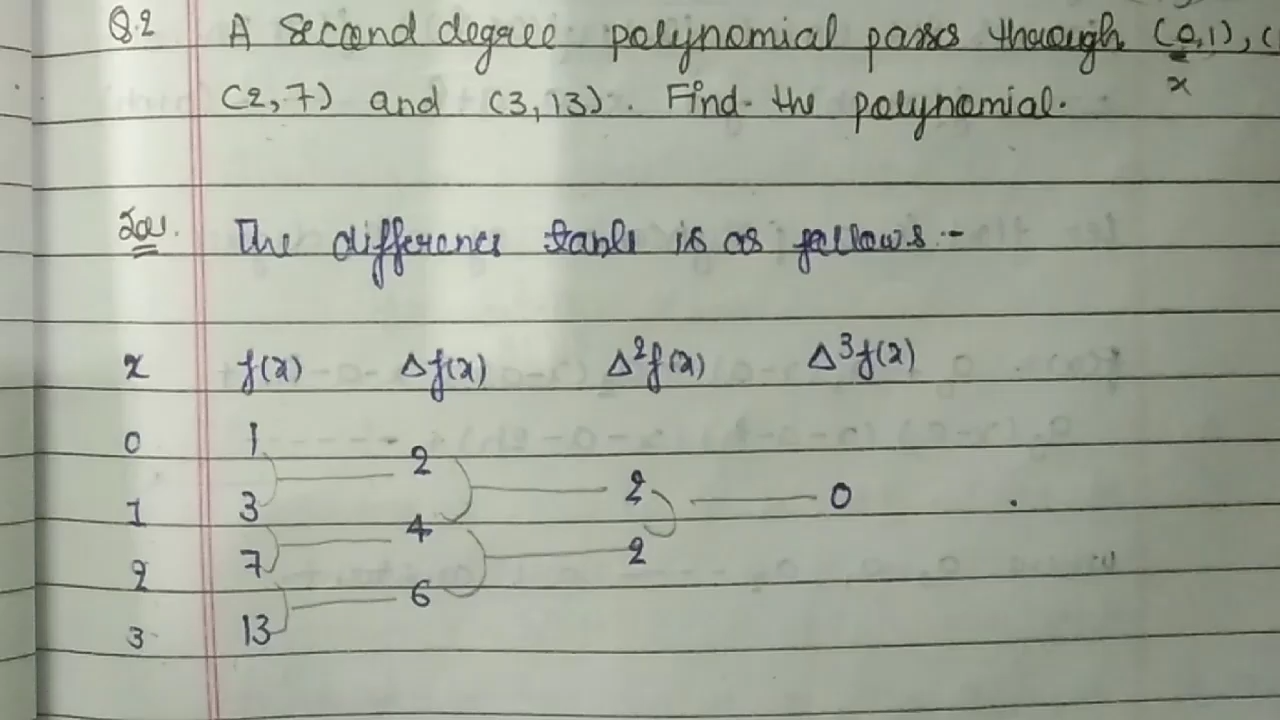 Q.2 A second degree polynomial passes through (0,1), (
x
(2,7) and (3,13). Find the polynomial.
Sol. The difference table is as follows :-
x f(x) Δf(x) Δ²f(x) Δ³f(x)
0 1
2
1 3 2 0
4
2 7 2
6
3 13